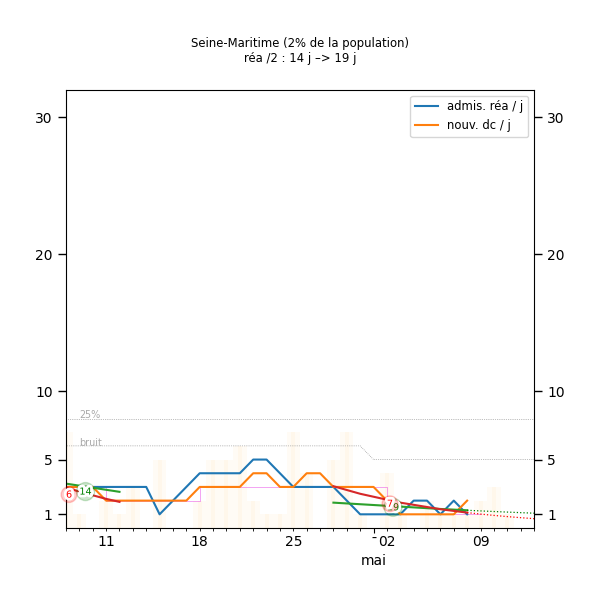 Seine-Maritime (2% de la population)
réa /2 : 14 j −> 19 j
admis. réa / j
nouv. dc / j
30 30
20 20
10 10
25%
bruit
5 5
6 14 7 9
1 1
11 18 25 02 09
mai